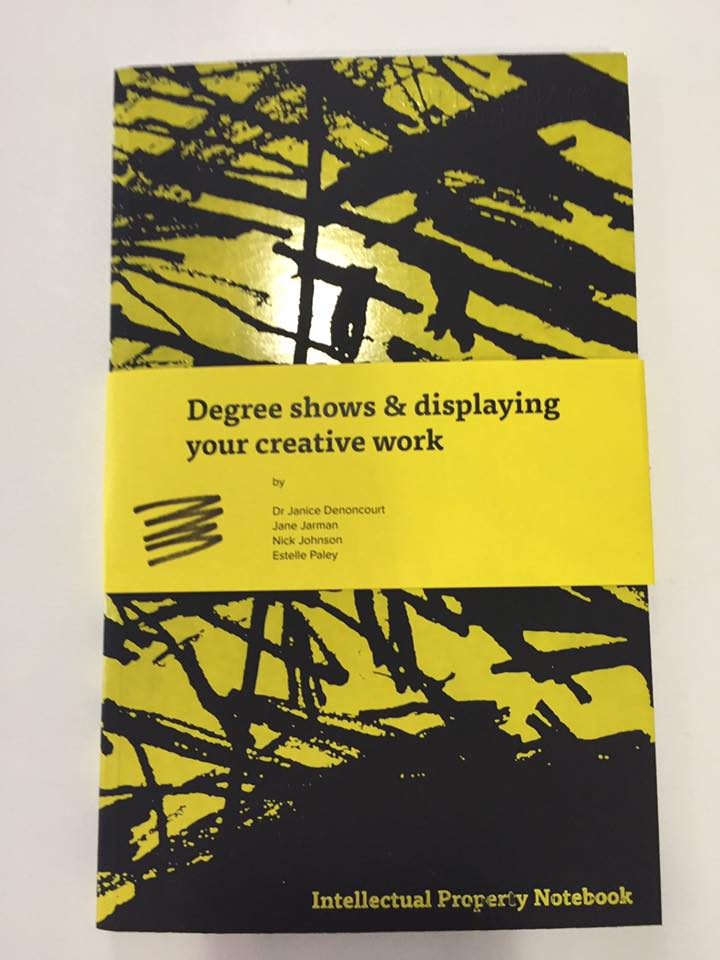 Degree shows & displaying
your creative work
by
Dr Janice Denoncourt
Jane Jarman
Nick Johnson
Estelle Paley
Intellectual Property Notebook